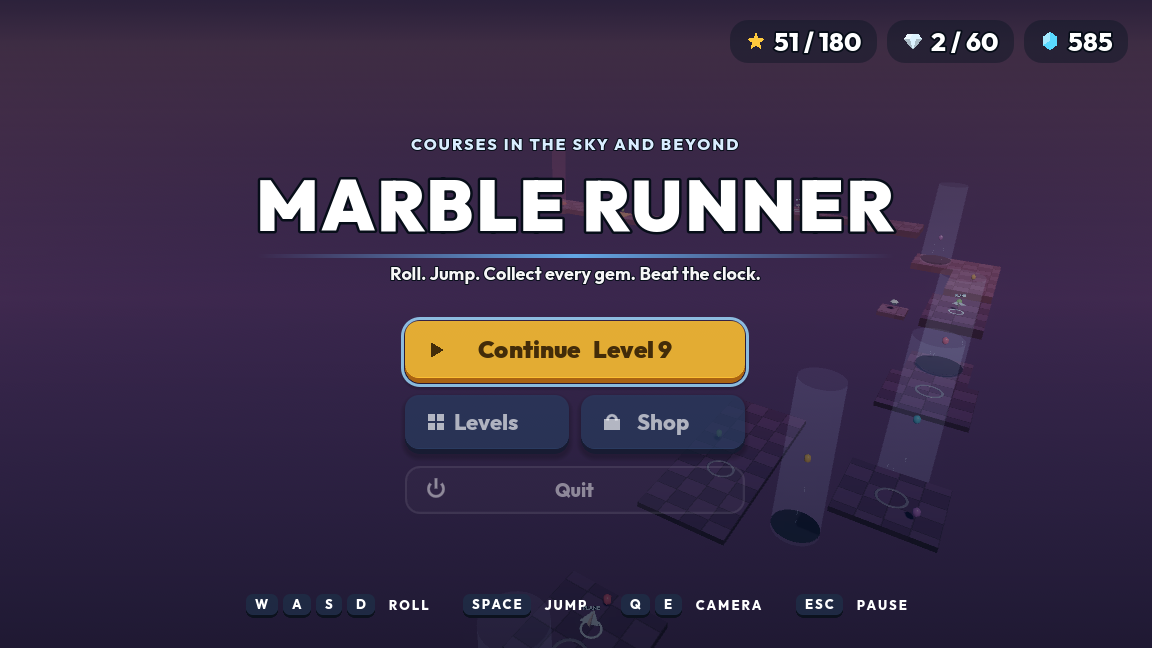 51 / 180
2 / 60
585
COURSES IN THE SKY AND BEYOND
MARBLE RUNNER
Roll. Jump. Collect every gem. Beat the clock.
Continue Level 9
Levels
Shop
Quit
W A S D ROLL SPACE JUMP Q E CAMERA ESC PAUSE